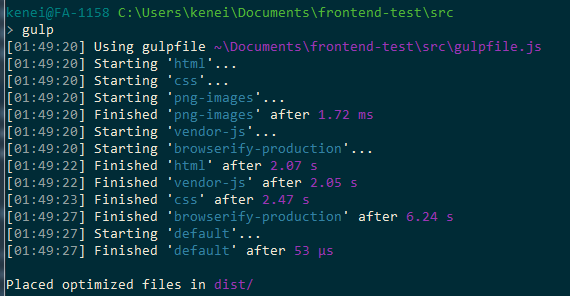 kenei@FA-1158 C:\Users\kenei\Documents\frontend-test\src
> gulp
[01:49:20] Using gulpfile ~\Documents\frontend-test\src\gulpfile.js
[01:49:20] Starting 'html'...
[01:49:20] Starting 'css'...
[01:49:20] Starting 'png-images'...
[01:49:20] Finished 'png-images' after 1.72 ms
[01:49:20] Starting 'vendor-js'...
[01:49:20] Starting 'browserify-production'...
[01:49:22] Finished 'html' after 2.07 s
[01:49:22] Finished 'vendor-js' after 2.05 s
[01:49:23] Finished 'css' after 2.47 s
[01:49:27] Finished 'browserify-production' after 6.24 s
[01:49:27] Starting 'default'...
[01:49:27] Finished 'default' after 53 μs
Placed optimized files in dist/